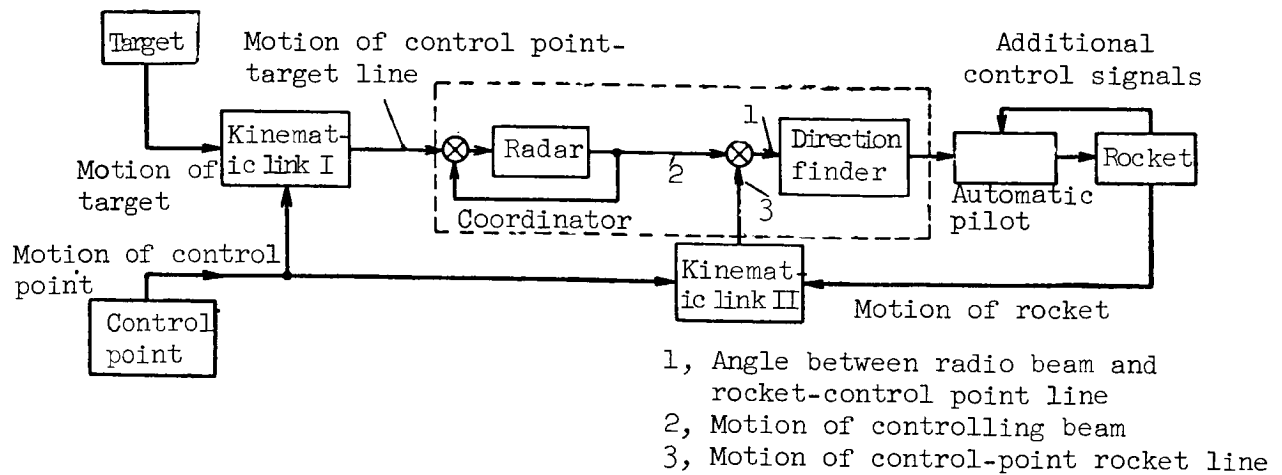 Target
Motion of control point-
target line
Additional
control signals
Kinemat-
ic link I
Radar
1
Direction
finder
Rocket
2
Motion of
target
3
Coordinator
Automatic
pilot
Motion of control
point
Kinemat-
ic link II
Motion of rocket
Control
point
1, Angle between radio beam and
rocket-control point line
2, Motion of controlling beam
3, Motion of control-point rocket line